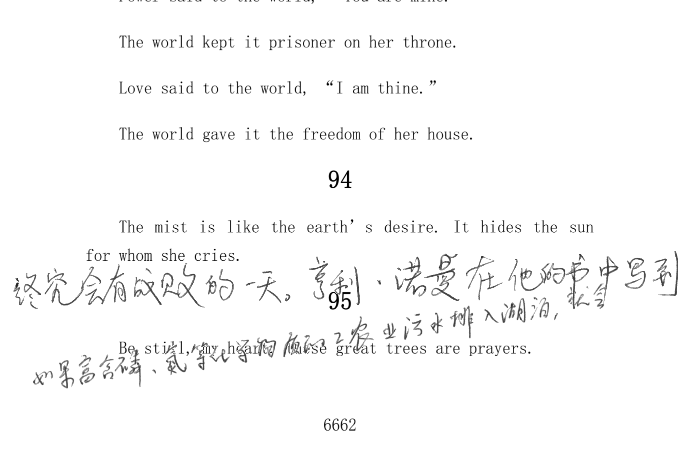 Power said to the world, "You are mine."
The world kept it prisoner on her throne.
Love said to the world, “I am thine.”
The world gave it the freedom of her house.
94
The mist is like the earth’s desire. It hides the sun
for whom she cries.
终究会有成败的一天。亨利·诺曼在他的书中写到
95
如果富含磷、氮等化学物质的工农业污水排入湖泊,就会
Be still, my heart, these great trees are prayers.
6662